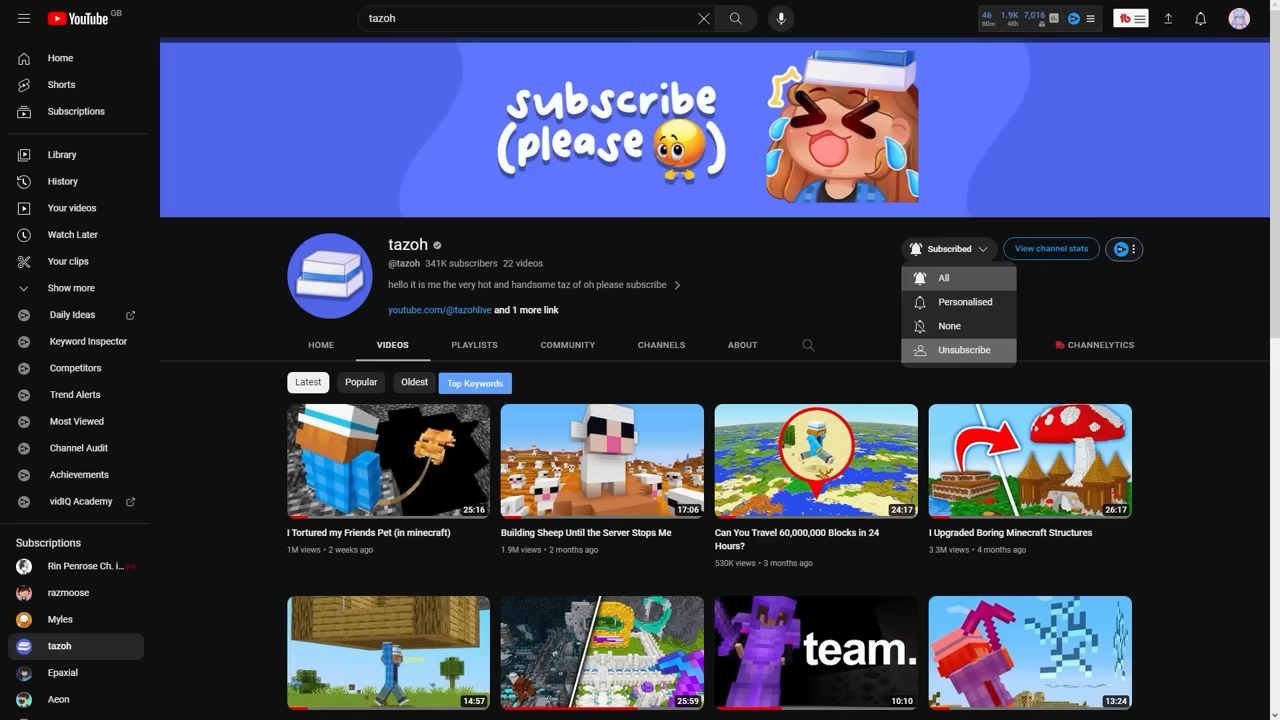 YouTube GB
tazoh
46 1.9K 7,016
60m 48h
tb
Home
Shorts
Subscriptions
Library
History
Your videos
Watch Later
Your clips
Show more
Daily Ideas
Keyword Inspector
Competitors
Trend Alerts
Most Viewed
Channel Audit
Achievements
vidIQ Academy
Subscriptions
Rin Penrose Ch. i...
razmoose
Myles
tazoh
Epaxial
Aeon
subscribe
(please )
tazoh
@tazoh 341K subscribers 22 videos
hello it is me the very hot and handsome taz of oh please subscribe
youtube.com/@tazohlive and 1 more link
Subscribed
View channel stats
All
Personalised
None
Unsubscribe
HOME VIDEOS PLAYLISTS COMMUNITY CHANNELS ABOUT
tb CHANNELYTICS
Latest Popular Oldest Top Keywords
25:16
I Tortured my Friends Pet (in minecraft)
1M views • 2 weeks ago
17:06
Building Sheep Until the Server Stops Me
1.9M views • 2 months ago
24:17
Can You Travel 60,000,000 Blocks in 24
Hours?
530K views • 3 months ago
26:17
I Upgraded Boring Minecraft Structures
3.3M views • 4 months ago
14:57
25:59
team.
10:10
13:24